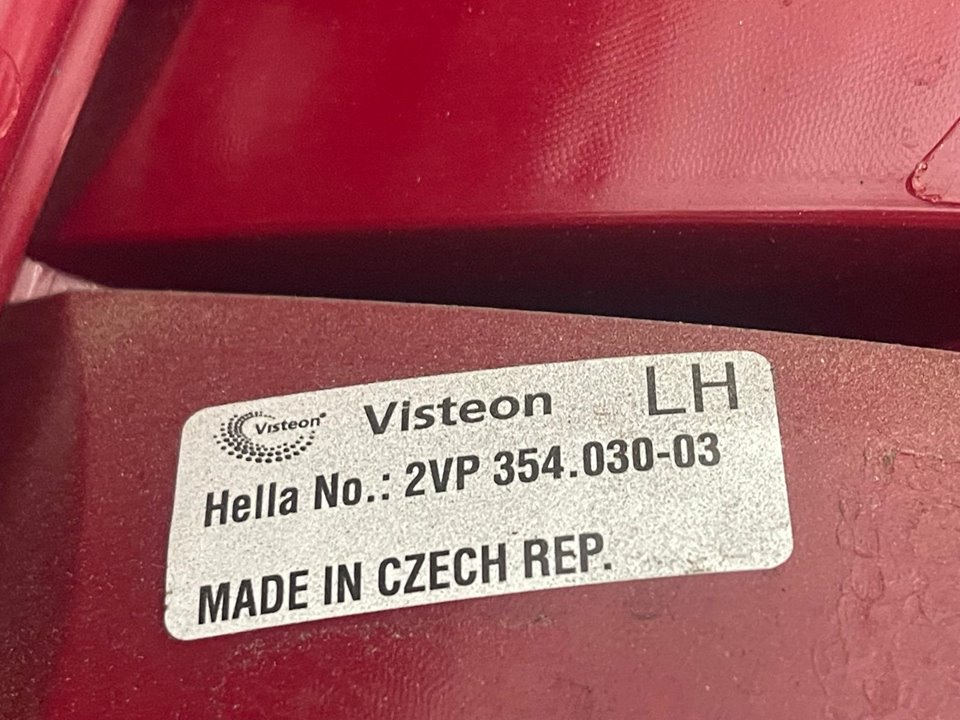 Visteon® Visteon LH
Hella No.: 2VP 354.030-03
MADE IN CZECH REP.